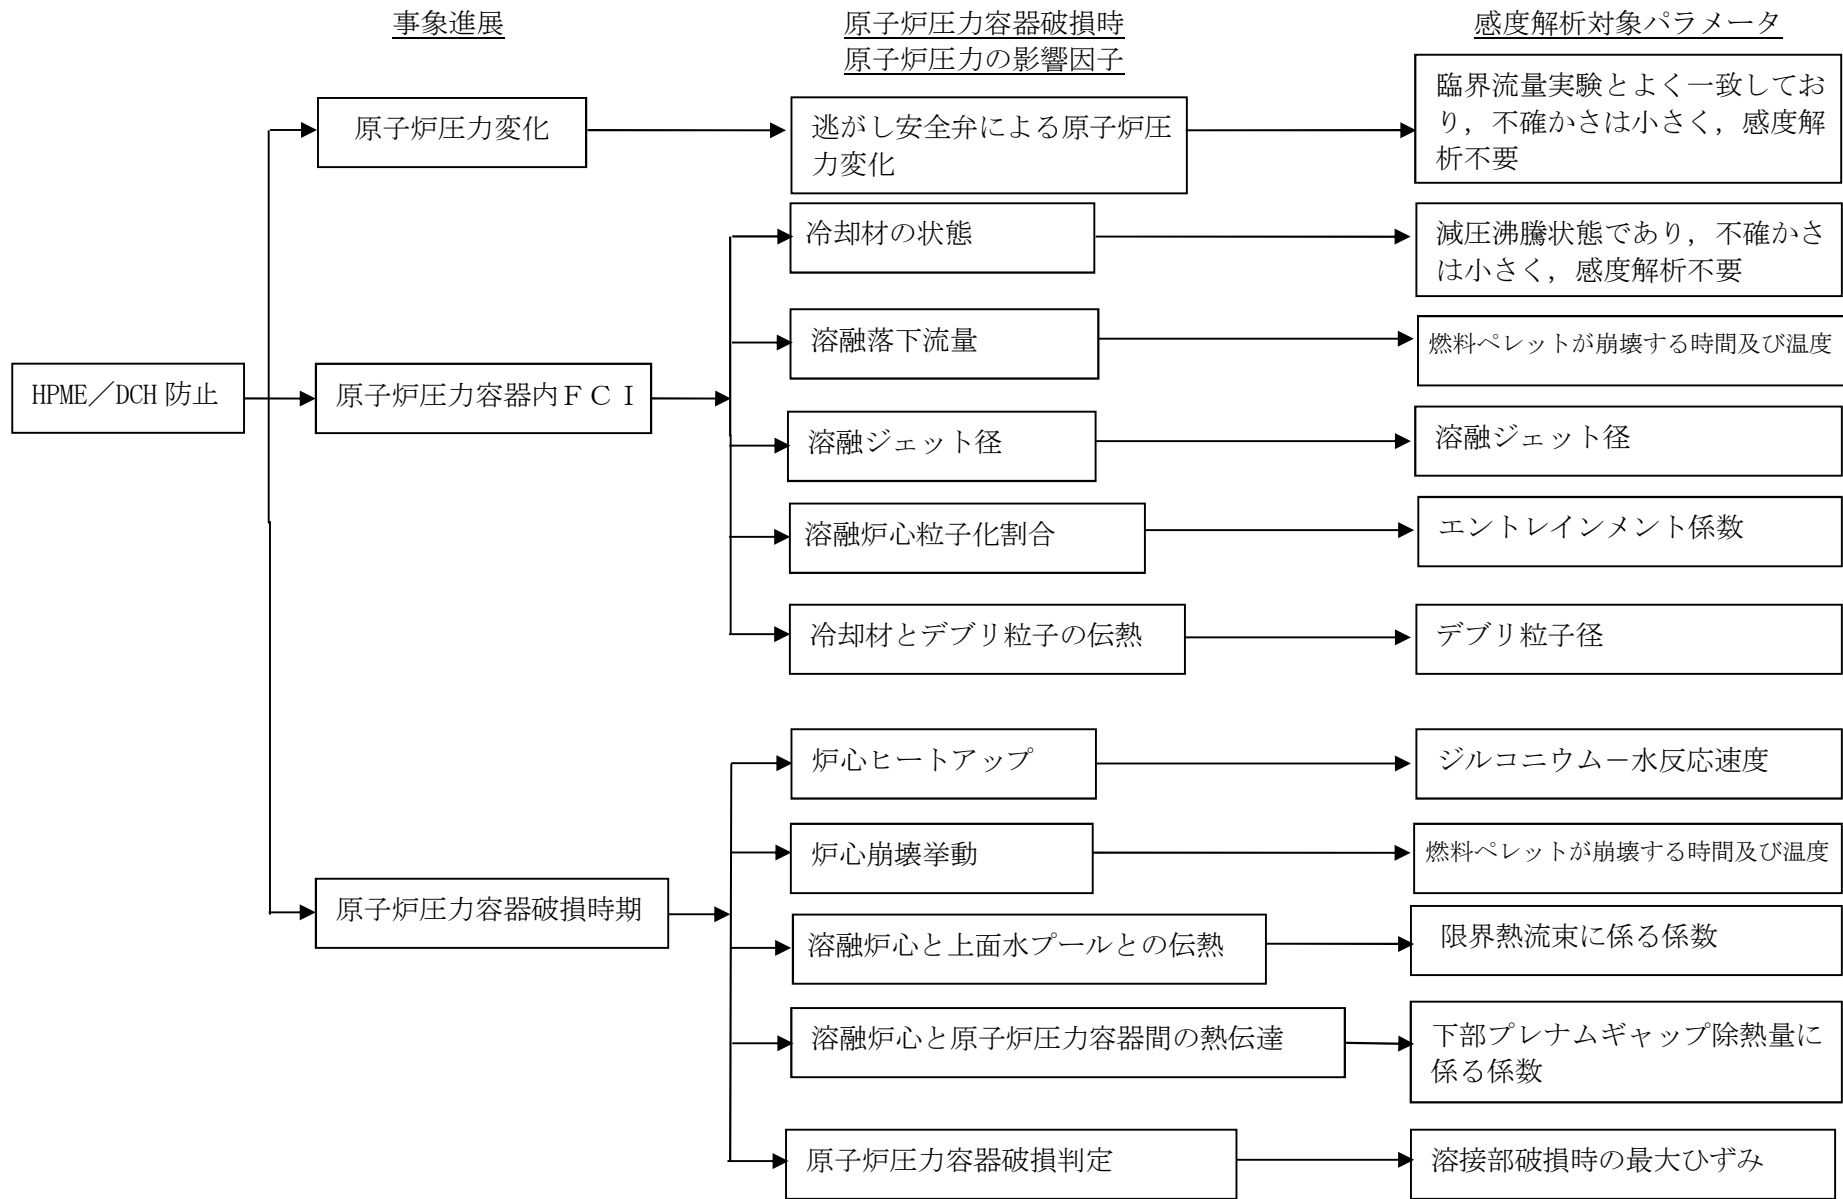 事象進展
原子炉圧力容器破損時
原子炉圧力の影響因子
感度解析対象パラメータ
HPME／DCH 防止
原子炉圧力変化
逃がし安全弁による原子炉圧
力変化
臨界流量実験とよく一致してお
り，不確かさは小さく，感度解
析不要
原子炉圧力容器内ＦＣＩ
冷却材の状態
減圧沸騰状態であり，不確かさ
は小さく，感度解析不要
溶融落下流量
燃料ペレットが崩壊する時間及び温度
溶融ジェット径
溶融ジェット径
溶融炉心粒子化割合
エントレインメント係数
冷却材とデブリ粒子の伝熱
デブリ粒子径
原子炉圧力容器破損時期
炉心ヒートアップ
ジルコニウム－水反応速度
炉心崩壊挙動
燃料ペレットが崩壊する時間及び温度
溶融炉心と上面水プールとの伝熱
限界熱流束に係る係数
溶融炉心と原子炉圧力容器間の熱伝達
下部プレナムギャップ除熱量に
係る係数
原子炉圧力容器破損判定
溶接部破損時の最大ひずみ